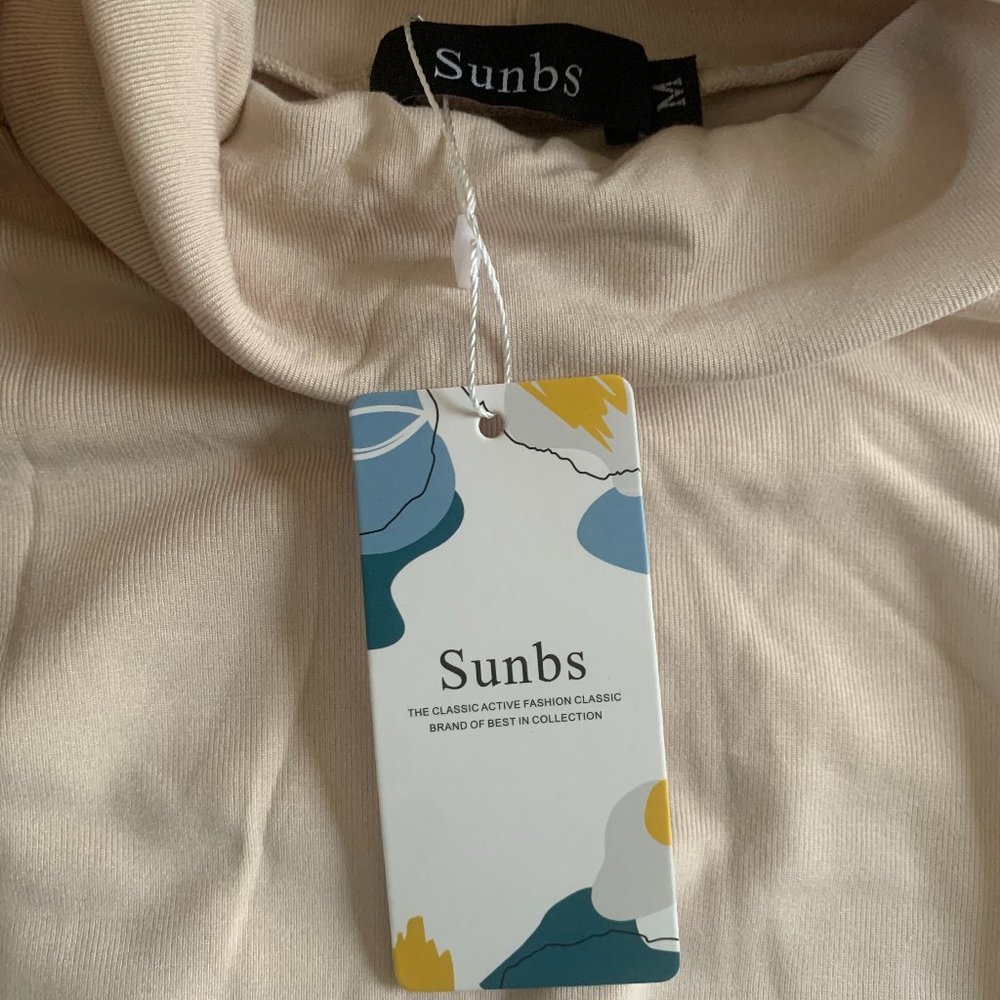 Sunbs
M
Sunbs
THE CLASSIC ACTIVE FASHION CLASSIC
BRAND OF BEST IN COLLECTION